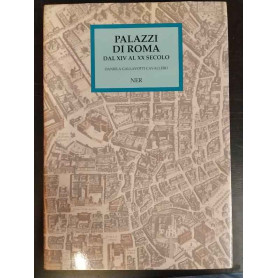 PALAZZI
DI ROMA
DAL XIV AL XX SECOLO
NER